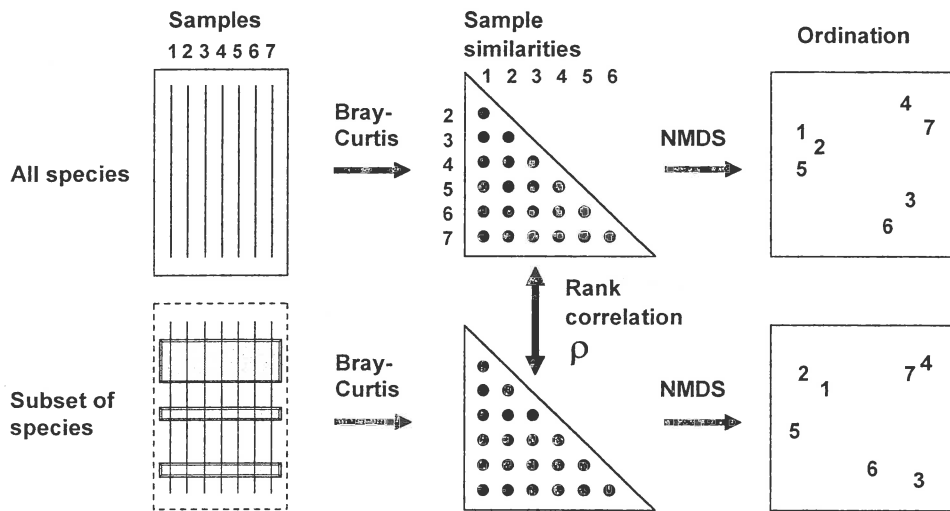 Samples
1 2 3 4 5 6 7
Sample
similarities
1 2 3 4 5 6
Ordination
All species
Bray-
Curtis
2
3
4
5
6
7
NMDS
4
7
1
2
5
3
6
Rank
correlation
ρ
Subset of
species
Bray-
Curtis
NMDS
2
1
7
4
5
6
3